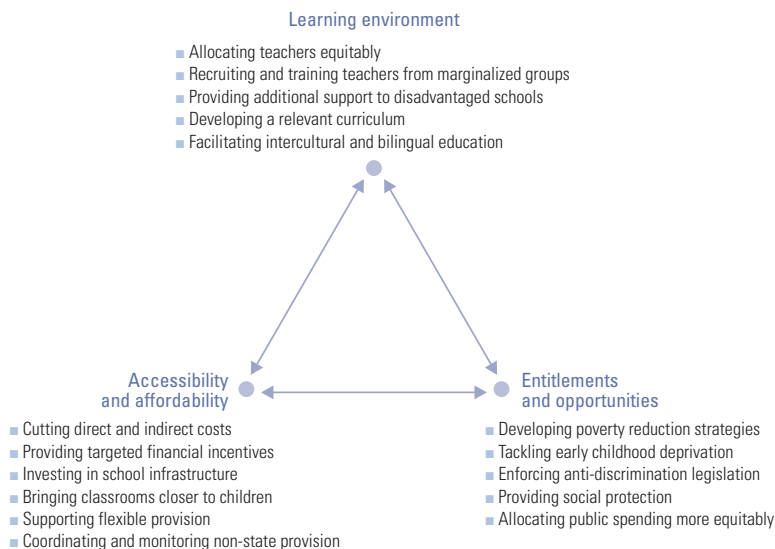 Learning environment
■ Allocating teachers equitably
■ Recruiting and training teachers from marginalized groups
■ Providing additional support to disadvantaged schools
■ Developing a relevant curriculum
■ Facilitating intercultural and bilingual education
Accessibility
and affordability
■ Cutting direct and indirect costs
■ Providing targeted financial incentives
■ Investing in school infrastructure
■ Bringing classrooms closer to children
■ Supporting flexible provision
■ Coordinating and monitoring non-state provision
Entitlements
and opportunities
■ Developing poverty reduction strategies
■ Tackling early childhood deprivation
■ Enforcing anti-discrimination legislation
■ Providing social protection
■ Allocating public spending more equitably